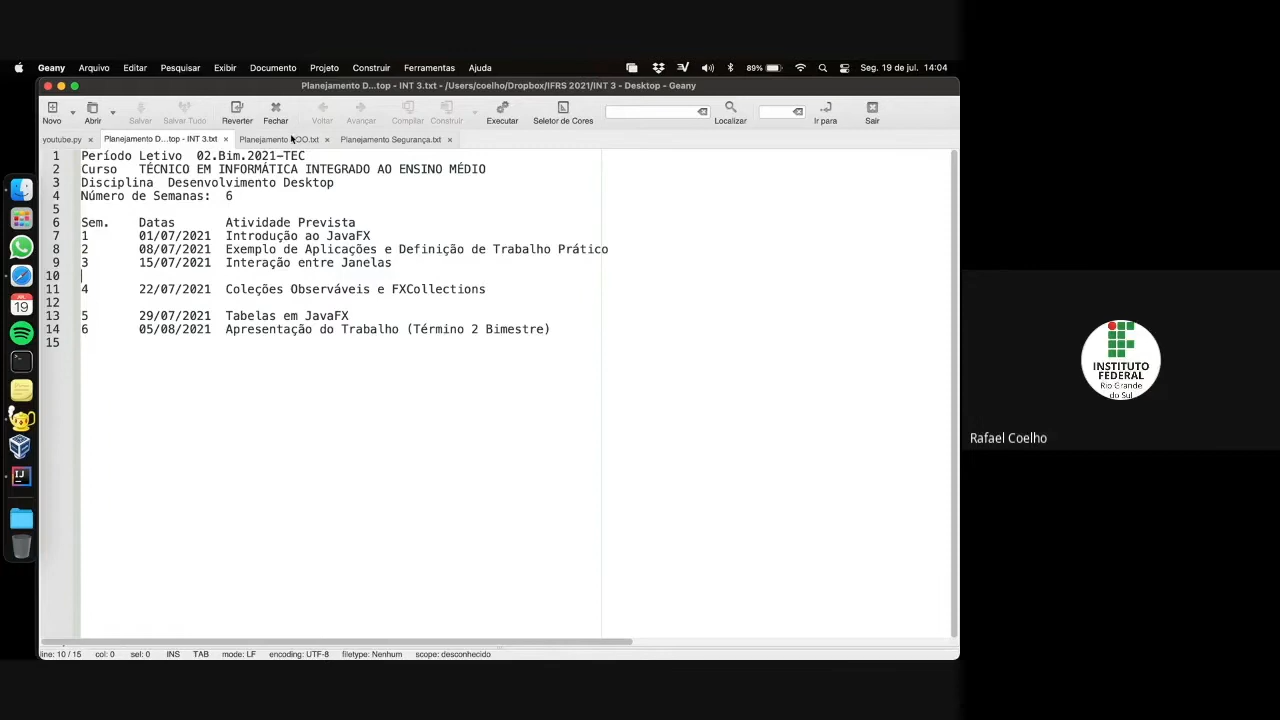 Geany Arquivo Editar Pesquisar Exibir Documento Projeto Construir Ferramentas Ajuda 89% Seg. 19 de jul. 14:04
Planejamento D...top - INT 3.txt - /Users/coelho/Dropbox/IFRS 2021/INT 3 - Desktop - Geany
Novo Abrir Salvar Salvar Tudo Reverter Fechar Voltar Avançar Compilar Construir Executar Seletor de Cores Localizar Ir para Sair
youtube.py Planejamento D...top - INT 3.txt Planejamento OO.txt Planejamento Segurança.txt
1 Período Letivo 02.Bim.2021-TEC
2 Curso TÉCNICO EM INFORMÁTICA INTEGRADO AO ENSINO MÉDIO
3 Disciplina Desenvolvimento Desktop
4 Número de Semanas: 6
5
6 Sem. Datas Atividade Prevista
7 1 01/07/2021 Introdução ao JavaFX
8 2 08/07/2021 Exemplo de Aplicações e Definição de Trabalho Prático
9 3 15/07/2021 Interação entre Janelas
10
11 4 22/07/2021 Coleções Observáveis e FXCollections
12
13 5 29/07/2021 Tabelas em JavaFX
14 6 05/08/2021 Apresentação do Trabalho (Término 2 Bimestre)
15
line: 10 / 15 col: 0 sel: 0 INS TAB mode: LF encoding: UTF-8 filetype: Nenhum scope: desconhecido
JUL
19
IJ
INSTITUTO
FEDERAL
Rio Grande
do Sul
Rafael Coelho